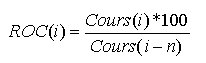 ROC(i) = Cours(i)*100 / Cours(i−n)